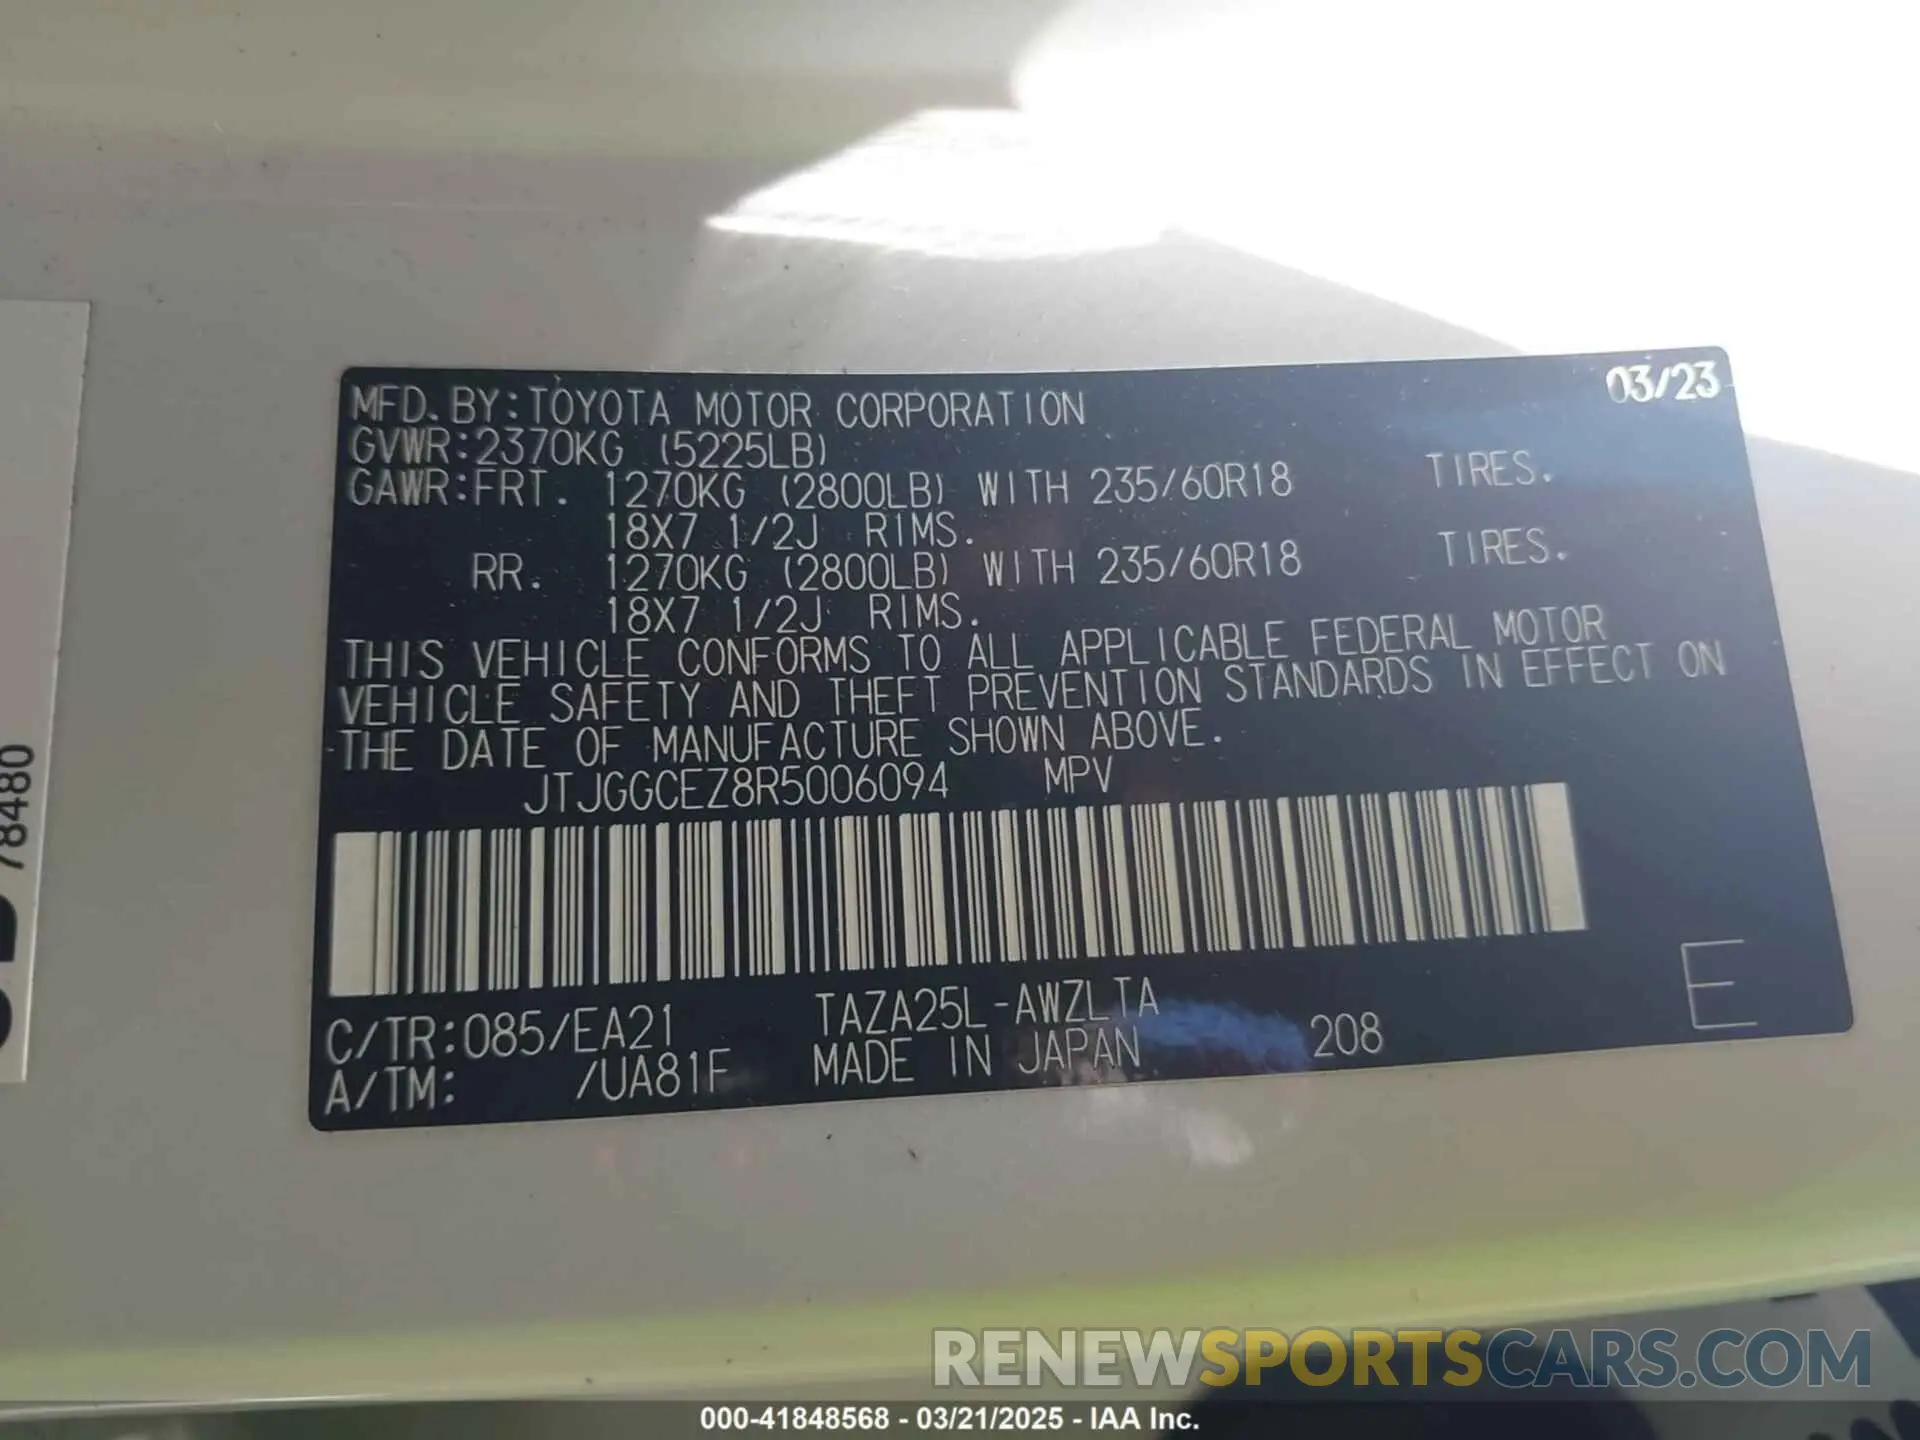 03/23
MFD. BY:TOYOTA MOTOR CORPORATION
GVWR:2370KG (5225LB)
GAWR:FRT. 1270KG (2800LB) WITH 235/60R18 TIRES.
18X7 1/2J RIMS.
RR. 1270KG (2800LB) WITH 235/60R18 TIRES.
18X7 1/2J RIMS.
THIS VEHICLE CONFORMS TO ALL APPLICABLE FEDERAL MOTOR
VEHICLE SAFETY AND THEFT PREVENTION STANDARDS IN EFFECT ON
THE DATE OF MANUFACTURE SHOWN ABOVE.
JTJGGCEZ8R5006094 MPV
C/TR:085/EA21 TAZA25L-AWZLTA
A/TM: /UA81F MADE IN JAPAN 208
E
78480
RENEWSPORTSCARS.COM
000-41848568 - 03/21/2025 - IAA Inc.